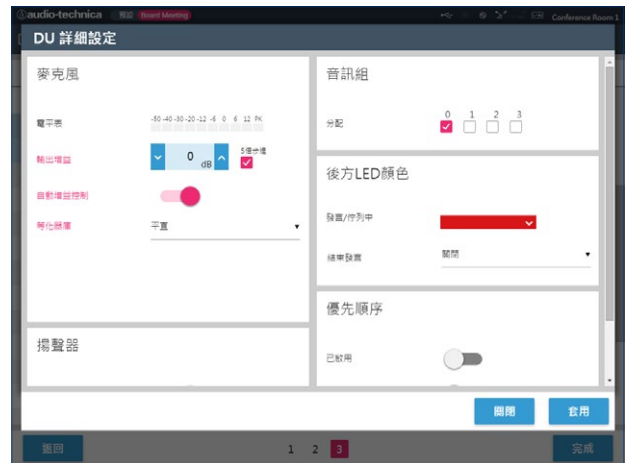 audio-technica 預設 Board Meeting Conference Room 1
DU 詳細設定
麥克風
電平表 -50 -40 -30 -20 -12 -6 0 6 12 PK
輸出增益 0 dB 5倍步幅
自動增益控制
等化器庫 平直
揚聲器
音訊組
分配 0 1 2 3
後方LED顏色
發言/佇列中
結束發言 關閉
優先順序
已啟用
關閉 套用
返回 1 2 3 完成